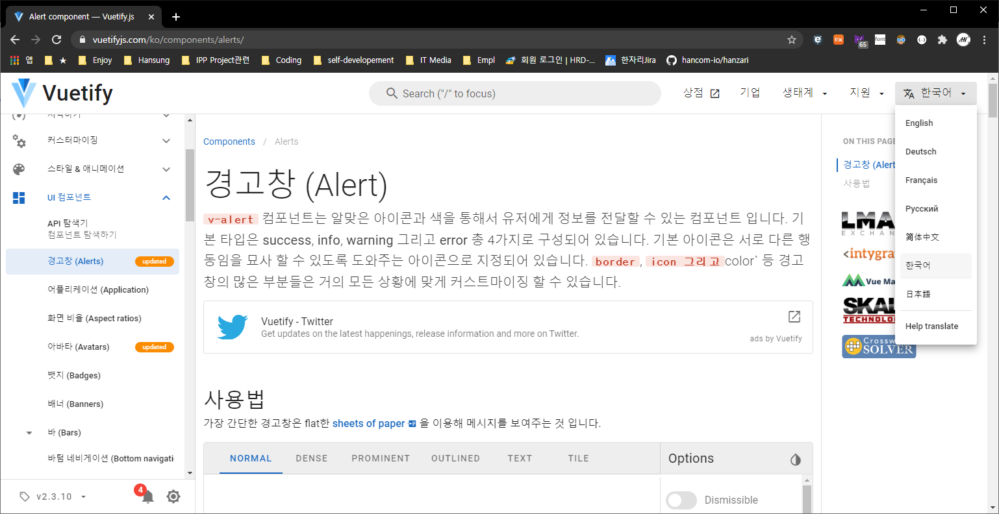 Alert component — Vuetify.js
vuetifyjs.com/ko/components/alerts/
65
font
앱
★
Enjoy
Hansung
IPP Project관련
Coding
self-developement
IT Media
Empl
회원 로그인 | HRD-...
한자리Jira
hancom-io/hanzari
Vuetify
Search ("/" to focus)
상점
기업
생태계
지원
한국어
English
Deutsch
Français
Русский
简体中文
한국어
日本語
Help translate
시작하기
커스터마이징
스타일 & 애니메이션
UI 컴포넌트
API 탐색기
컴포넌트 탐색하기
경고창 (Alerts) updated
어플리케이션 (Application)
화면 비율 (Aspect ratios)
아바타 (Avatars) updated
뱃지 (Badges)
배너 (Banners)
바 (Bars)
바텀 네비게이션 (Bottom navigati
v2.3.10
4
Components / Alerts
경고창 (Alert)
v-alert 컴포넌트는 알맞은 아이콘과 색을 통해서 유저에게 정보를 전달할 수 있는 컴포넌트 입니다. 기
본 타입은 success, info, warning 그리고 error 총 4가지로 구성되어 있습니다. 기본 아이콘은 서로 다른 행
동임을 묘사 할 수 있도록 도와주는 아이콘으로 지정되어 있습니다. border, icon 그리고color` 등 경고
창의 많은 부분들은 거의 모든 상황에 맞게 커스트마이징 할 수 있습니다.
Vuetify - Twitter
Get updates on the latest happenings, release information and more on Twitter.
ads by Vuetify
사용법
가장 간단한 경고창은 flat한 sheets of paper 을 이용해 메시지를 보여주는 것 입니다.
NORMAL DENSE PROMINENT OUTLINED TEXT TILE
Options
Dismissible
ON THIS PAGE
경고창 (Alert
사용법
LMA
EXCHAN
<intygra
Vue Ma
SKAL
TECHNOLOG
Crossw
SOLVER